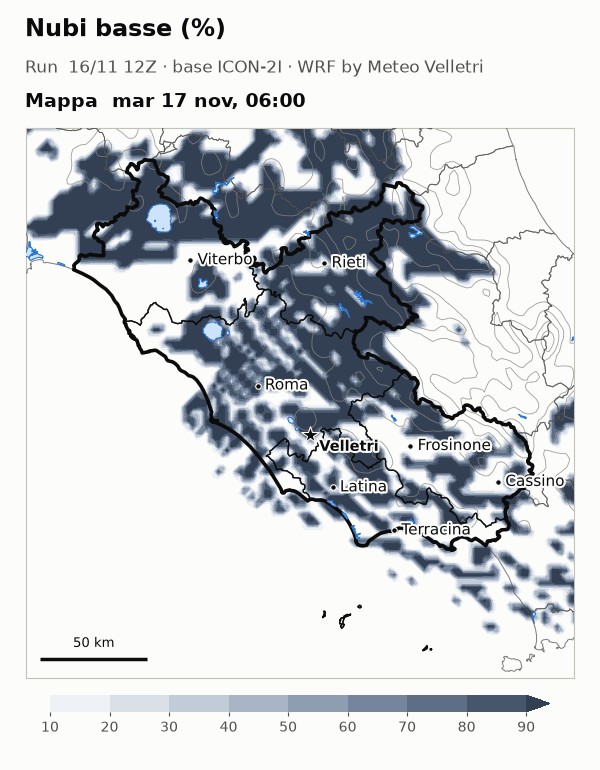 Nubi basse (%)
Run  16/11 12Z · base ICON-2I · WRF by Meteo Velletri
Mappa  mar 17 nov, 06:00
Viterbo
Rieti
Roma
Velletri
Frosinone
Cassino
Latina
Terracina
50 km
10 20 30 40 50 60 70 80 90